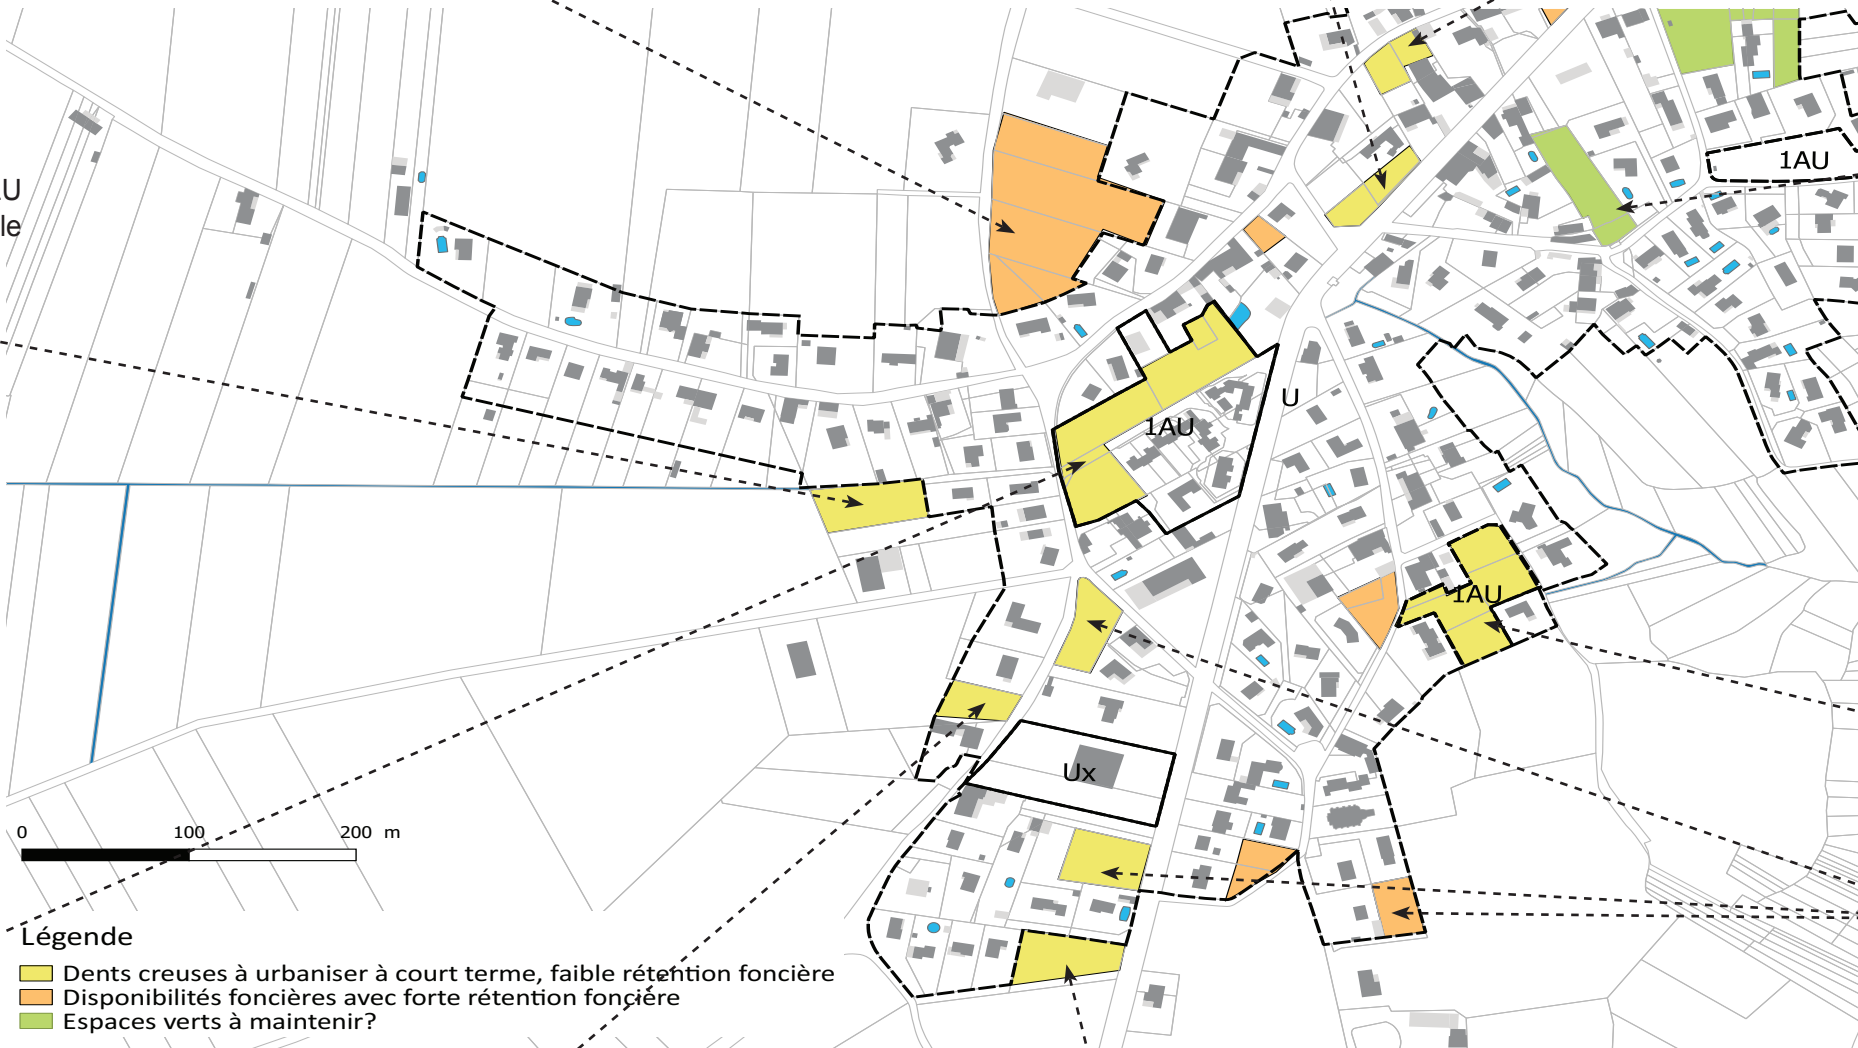 1AU
AU
le
U
1AU
1AU
Ux
0 100 200 m
Légende
Dents creuses à urbaniser à court terme, faible rétention foncière
Disponibilités foncières avec forte rétention foncière
Espaces verts à maintenir?